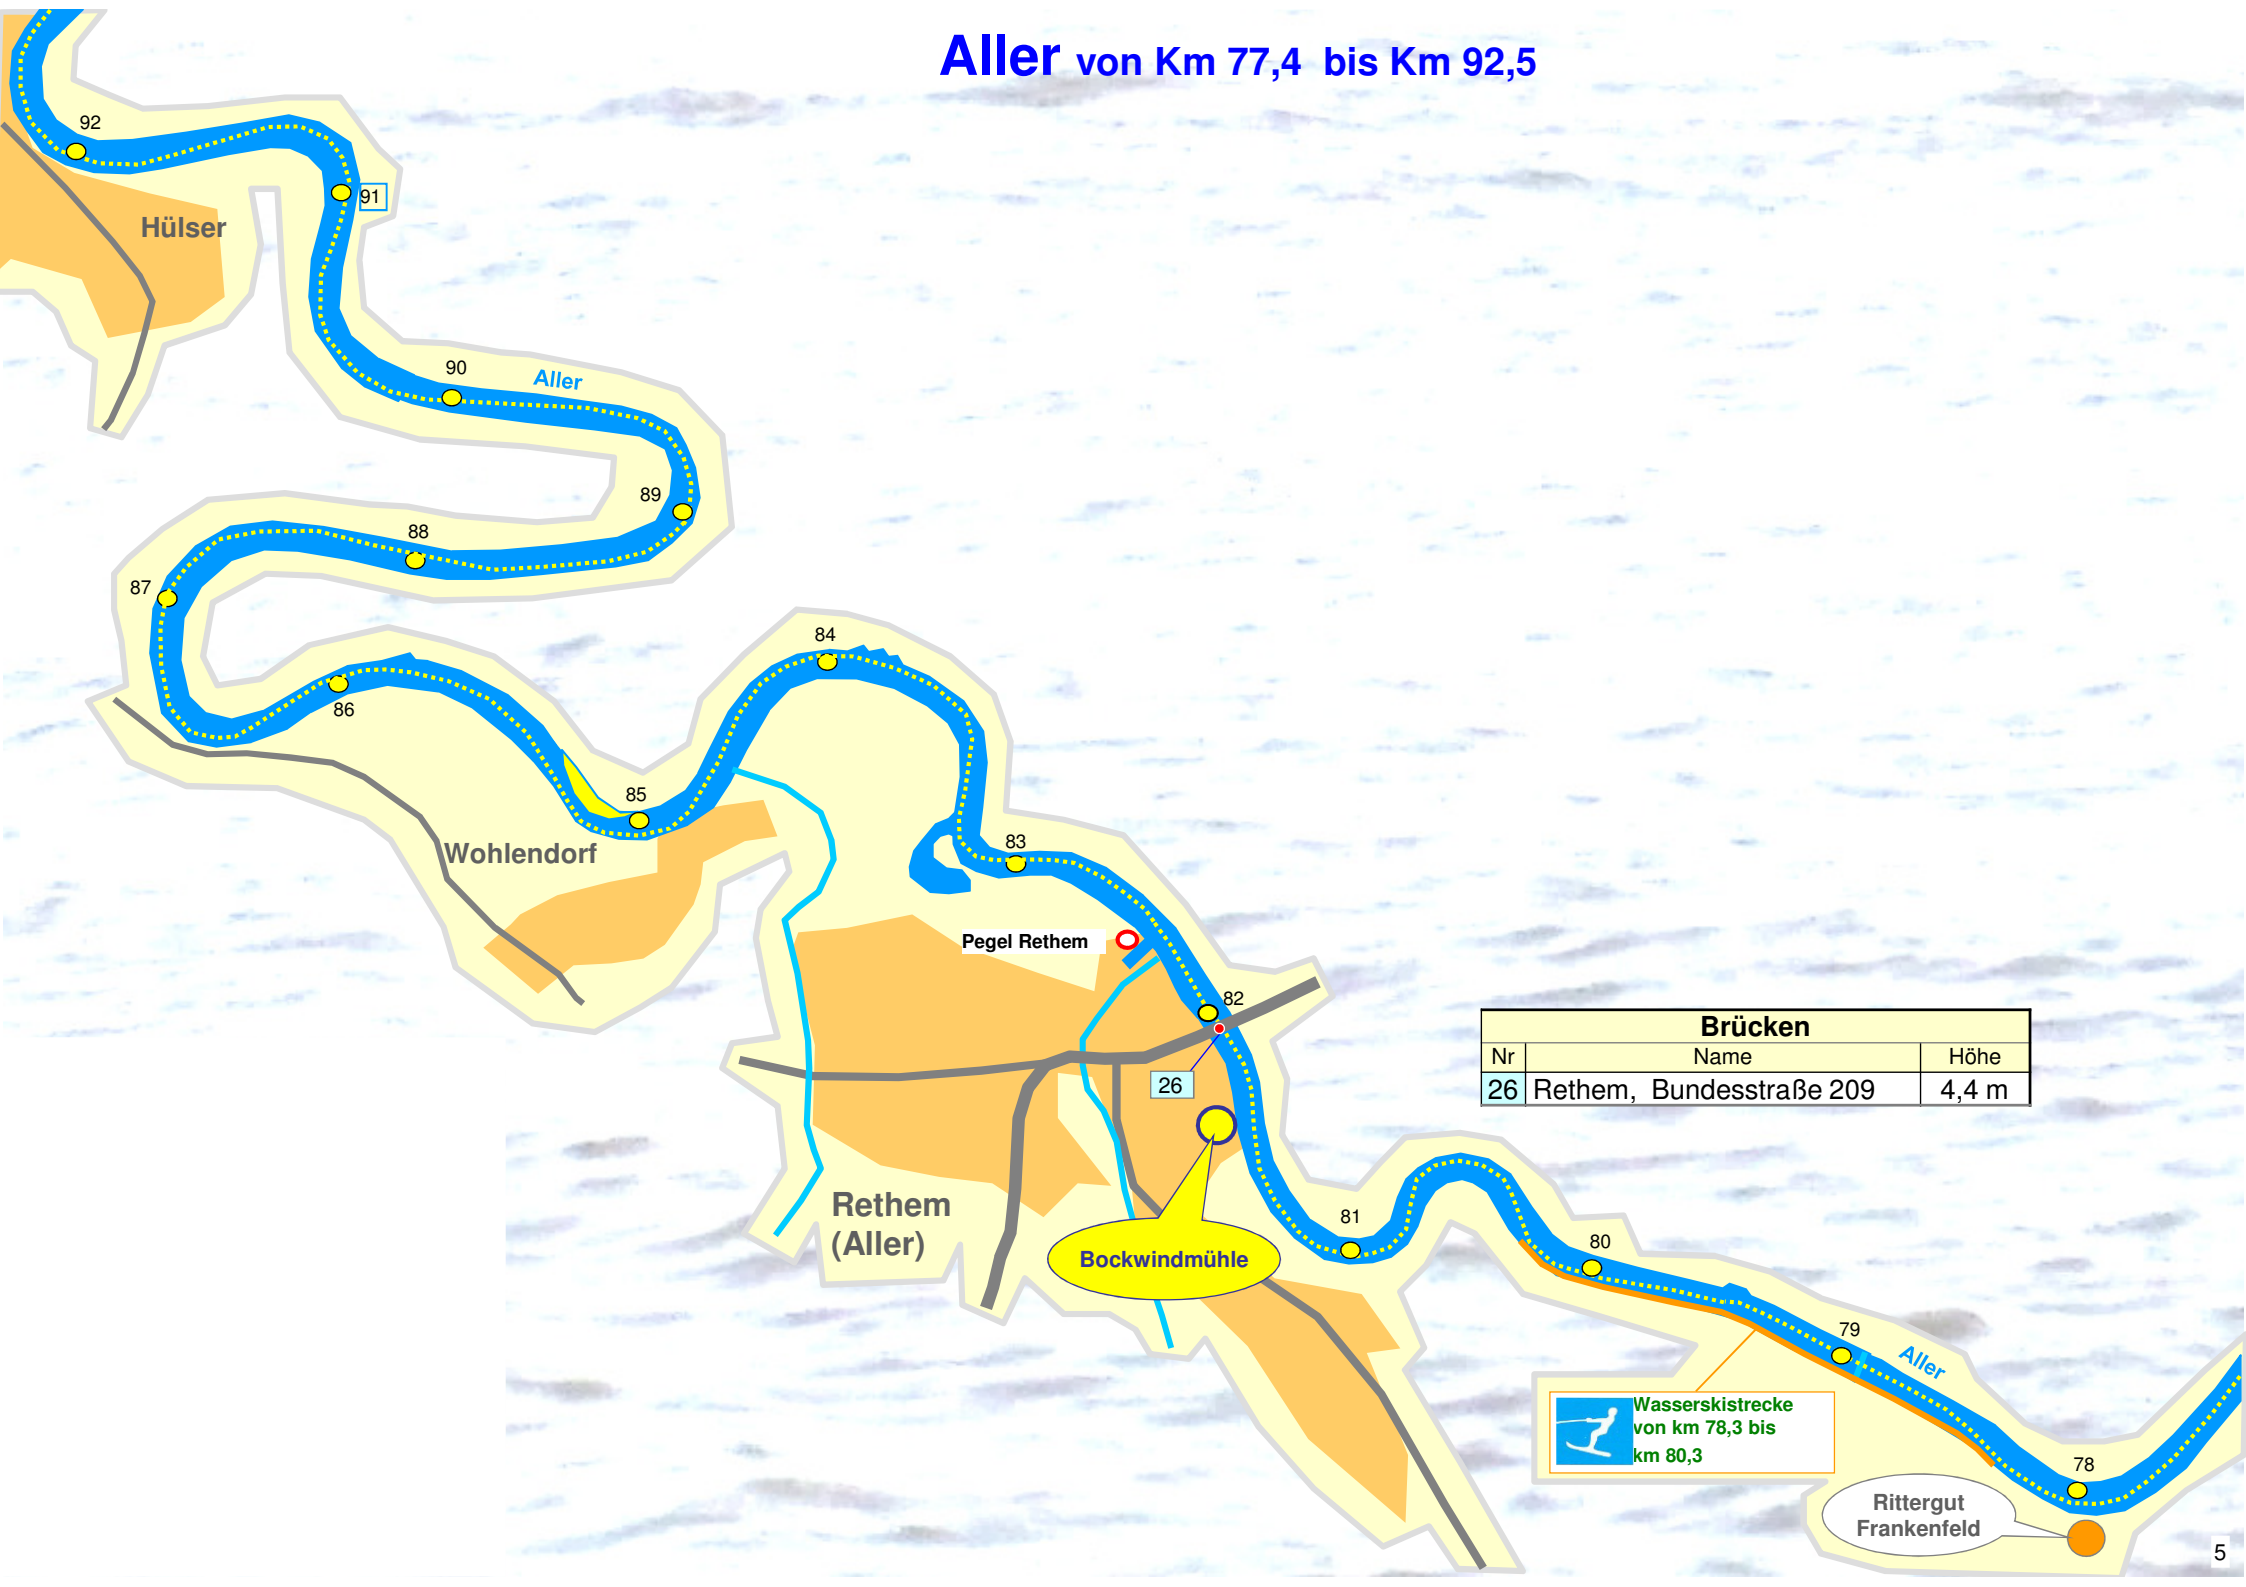 Aller von Km 77,4 bis Km 92,5
92
91
Hülser
90
Aller
89
88
87
86
85
84
Wohlendorf
83
Pegel Rethem
82
26
Brücken
Nr Name Höhe
26 Rethem, Bundesstraße 209 4,4 m
Rethem
(Aller)
Bockwindmühle
81
80
79
Aller
Wasserskistrecke
von km 78,3 bis
km 80,3
78
Rittergut
Frankenfeld
5